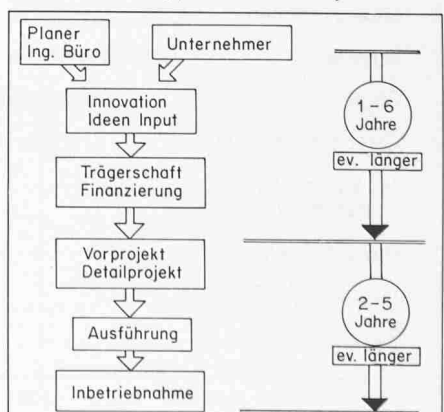 Planer
Ing. Büro
Unternehmer
Innovation
Ideen Input
Trägerschaft
Finanzierung
Vorprojekt
Detailprojekt
Ausführung
Inbetriebnahme
1-6
Jahre
ev. länger
2-5
Jahre
ev. länger